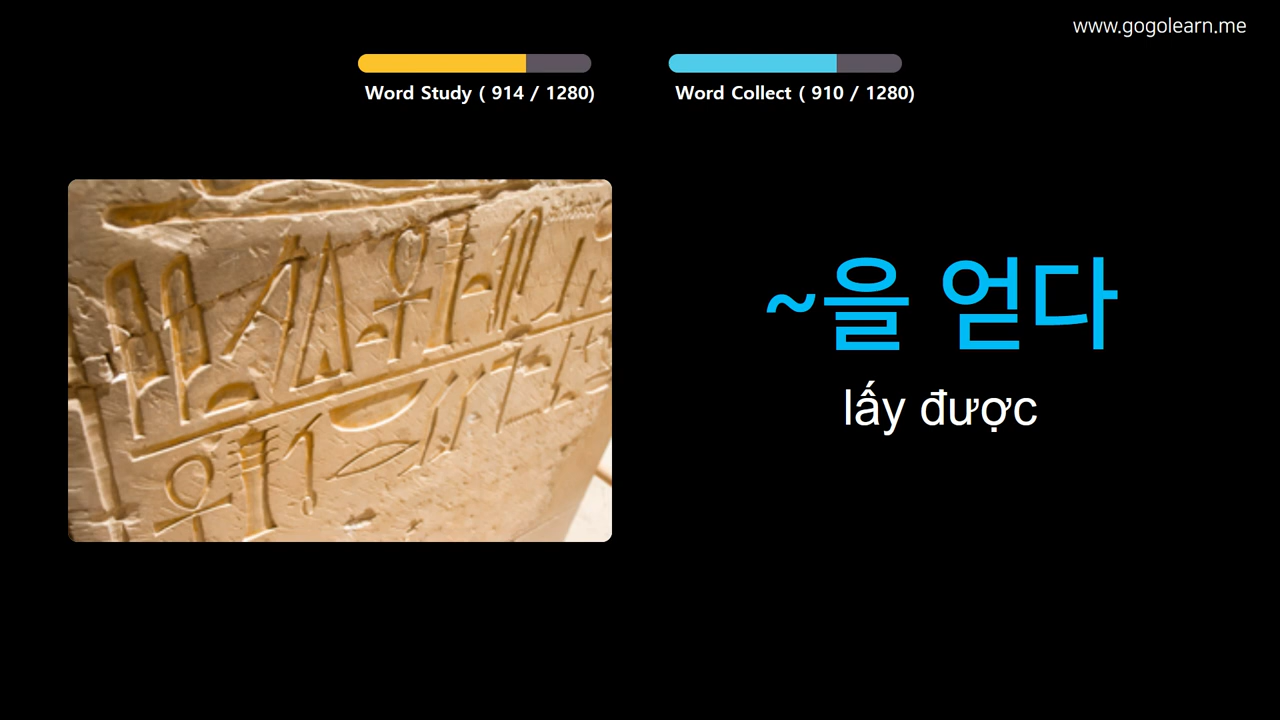 www.gogolearn.me
Word Study ( 914 / 1280)
Word Collect ( 910 / 1280)
~을 얻다
lấy được